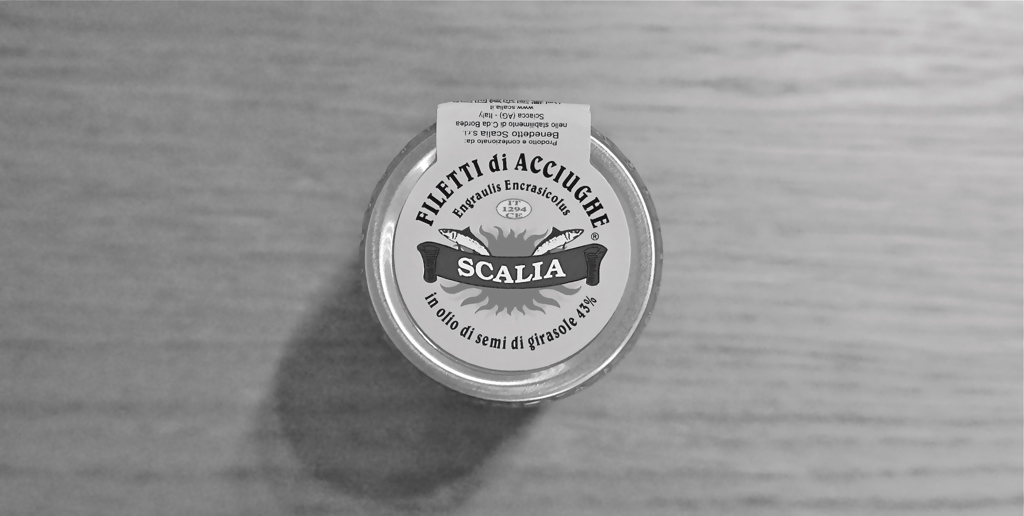 Prodotto e confezionato da:
Benedetto Scalia S.r.l.
nello stabilimento di C.da Bordea
Sciacca (AG) - Italy
www.scalia.it
FILETTI di ACCIUGHE
Engraulis Encrasicolus
IT
1294
CE
®
SCALIA
in olio di semi di girasole 43%